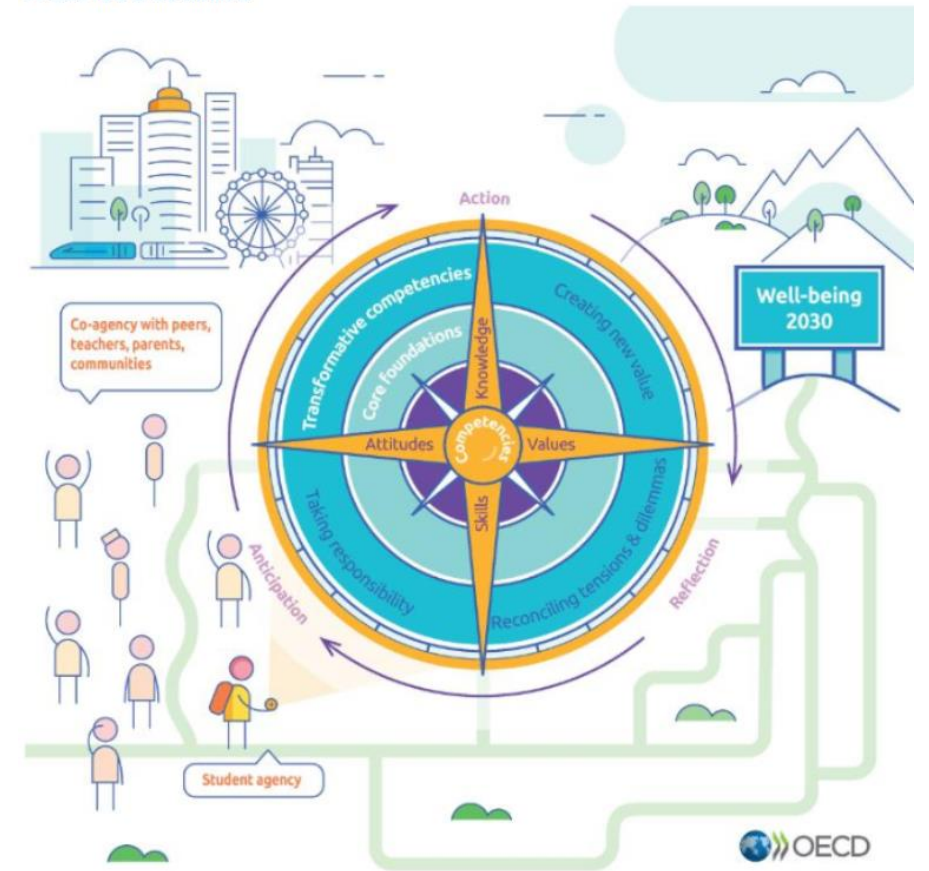 Action
Transformative competencies
Creating new value
Core foundations
Knowledge
Well-being
2030
Co-agency with peers,
teachers, parents,
communities
Attitudes
Competencies
Values
Skills
Taking responsibility
Reconciling tensions & dilemmas
Anticipation
Reflection
Student agency
OECD